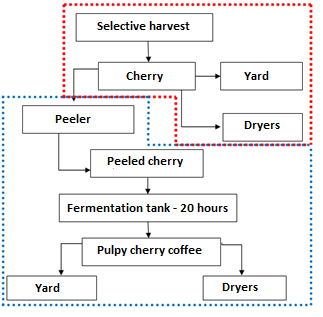 Selective harvest
Cherry
Yard
Dryers
Peeler
Peeled cherry
Fermentation tank - 20 hours
Pulpy cherry coffee
Yard
Dryers